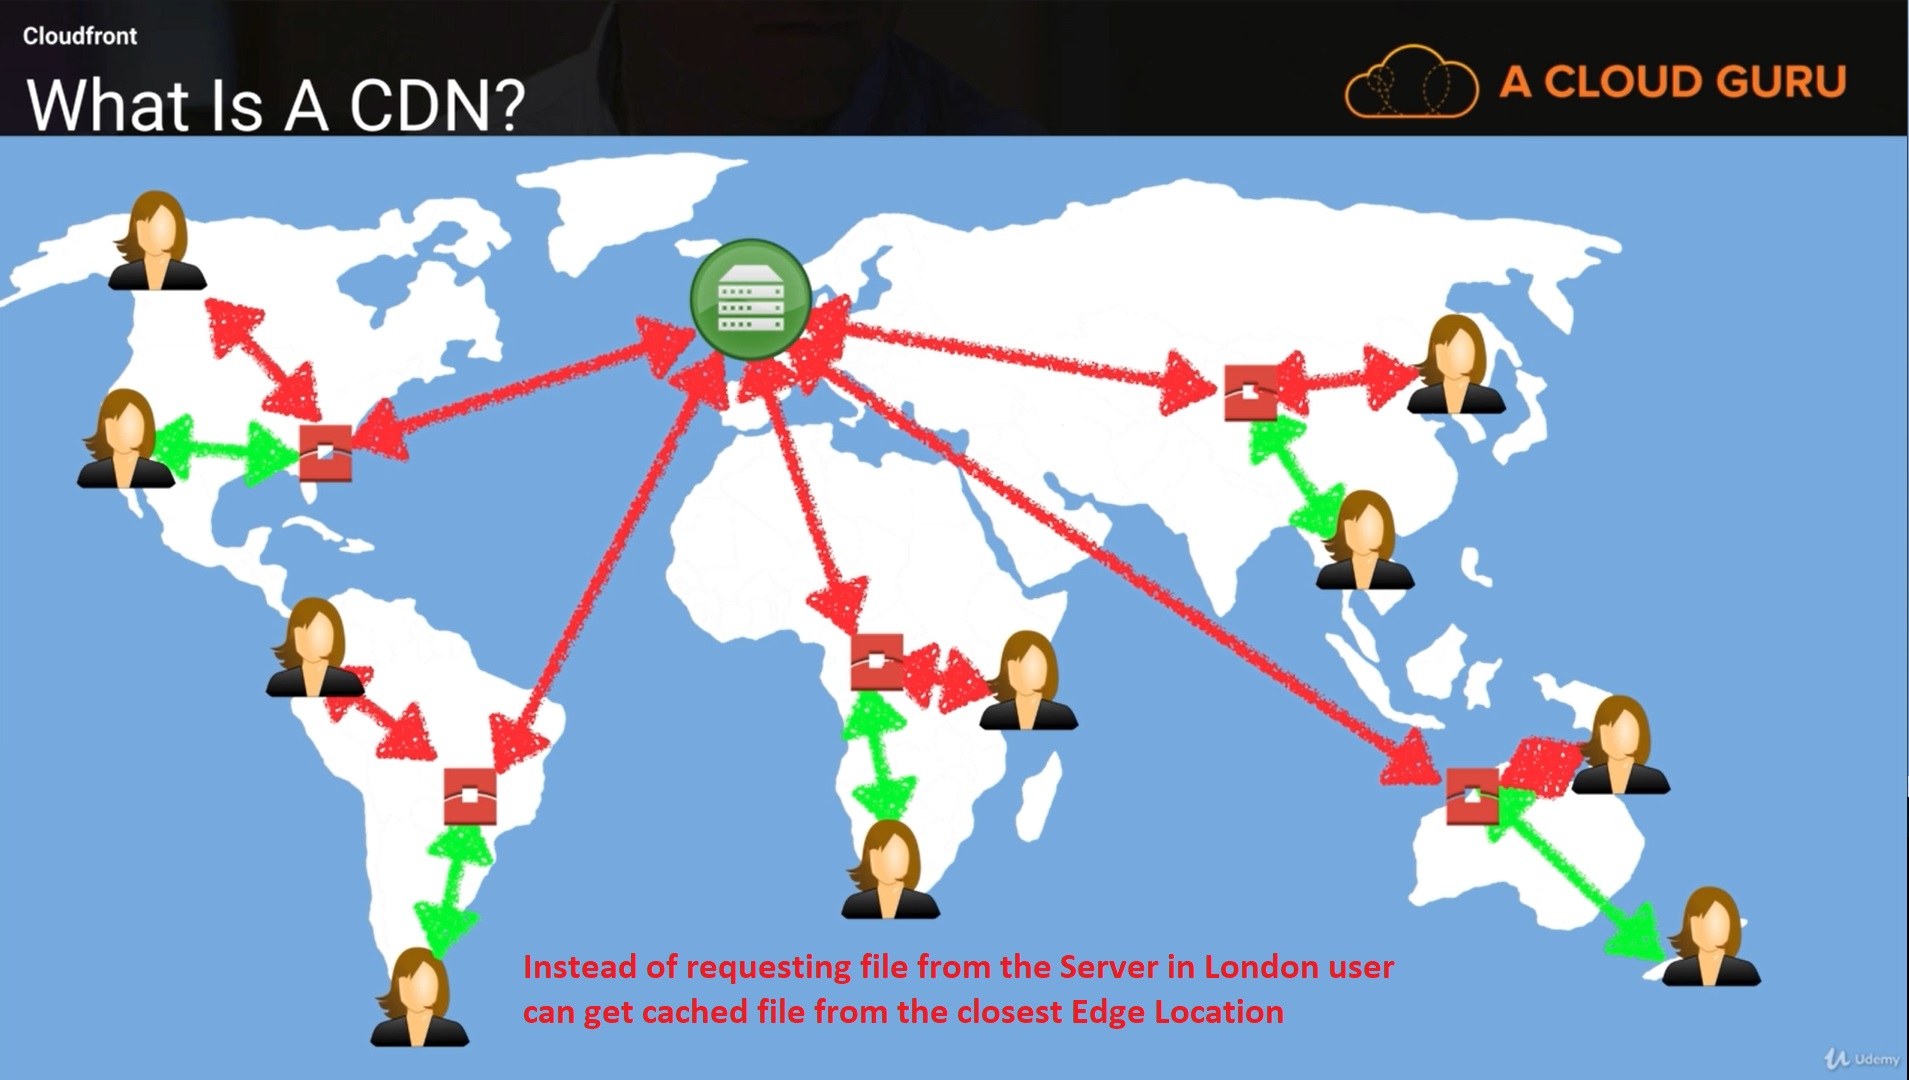 Cloudfront
What Is A CDN?
A CLOUD GURU
Instead of requesting file from the Server in London user
can get cached file from the closest Edge Location
Udemy